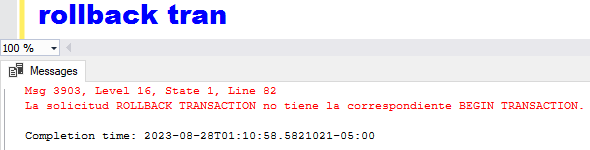 rollback tran
100 %
Messages
Msg 3903, Level 16, State 1, Line 82
La solicitud ROLLBACK TRANSACTION no tiene la correspondiente BEGIN TRANSACTION.
Completion time: 2023-08-28T01:10:58.5821021-05:00